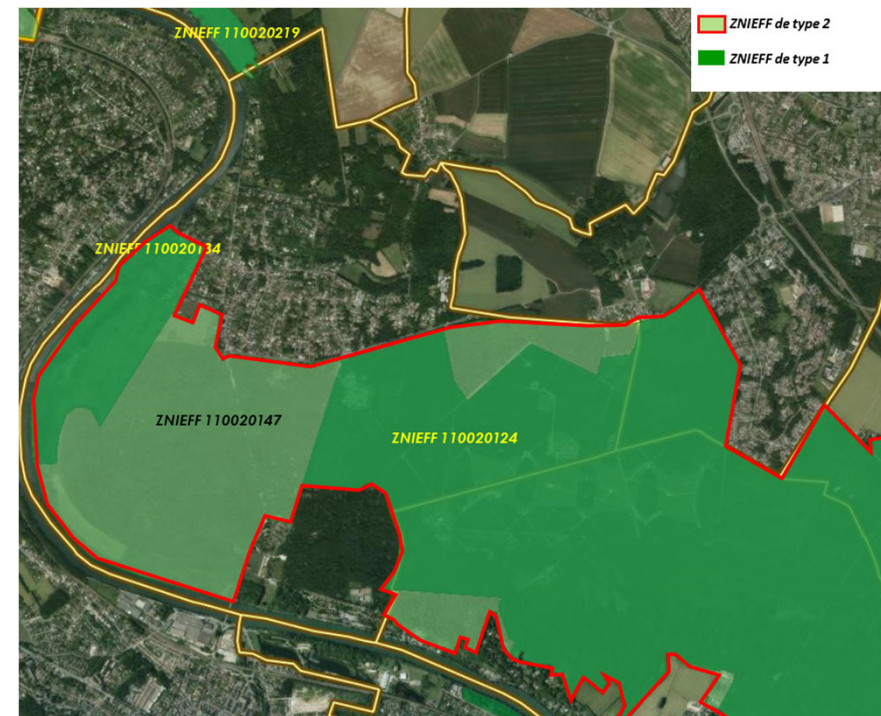 ZNIEFF 110020219
ZNIEFF de type 2
ZNIEFF de type 1
ZNIEFF 110020134
ZNIEFF 110020147
ZNIEFF 110020124